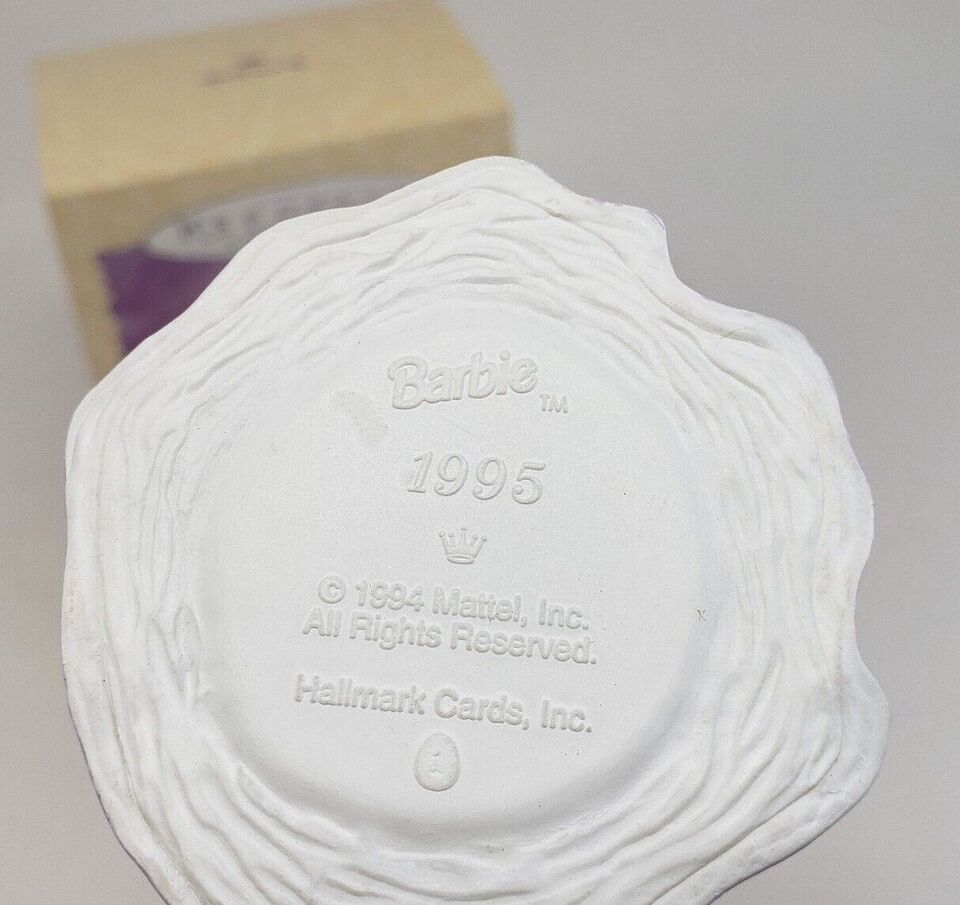 Barbie TM
1995
© 1994 Mattel, Inc.
All Rights Reserved.
Hallmark Cards, Inc.
K